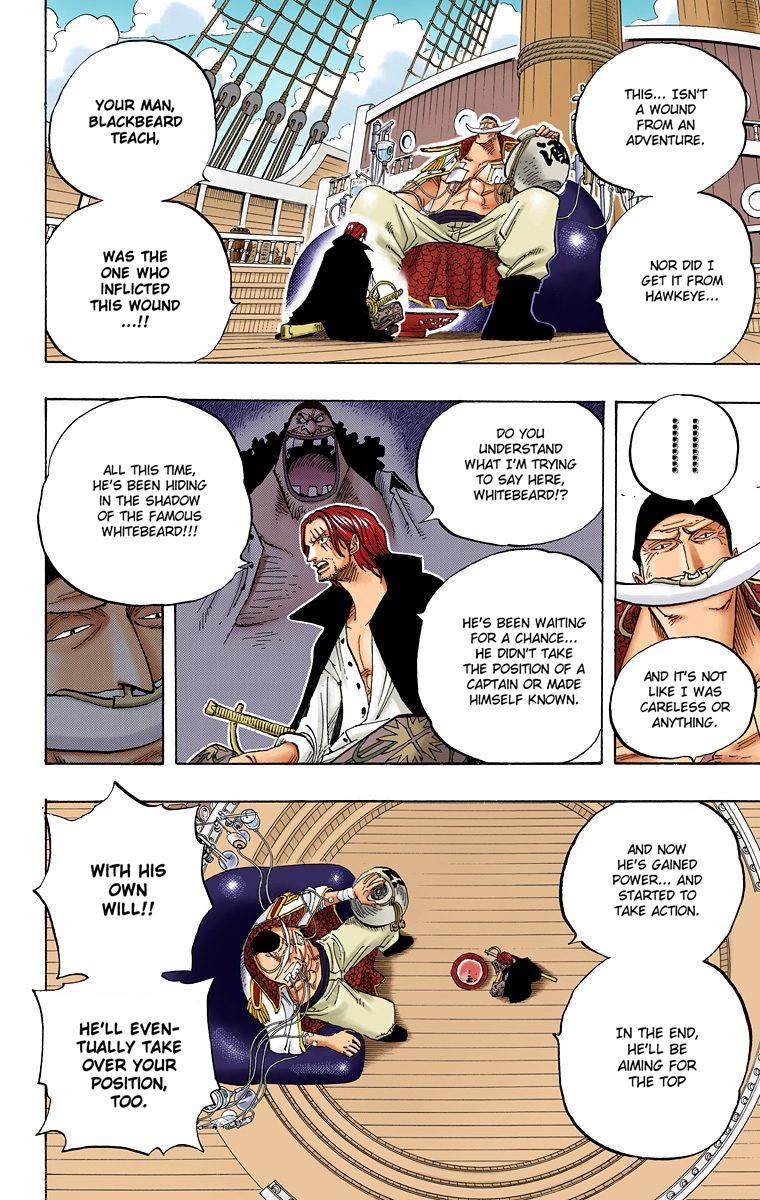 THIS... ISN'T
A WOUND
FROM AN
ADVENTURE.
NOR DID I
GET IT FROM
HAWKEYE...
酒
YOUR MAN,
BLACKBEARD
TEACH,
WAS THE
ONE WHO
INFLICTED
THIS WOUND
...!!
!!
AND IT'S NOT
LIKE I WAS
CARELESS OR
ANYTHING.
DO YOU
UNDERSTAND
WHAT I'M TRYING
TO SAY HERE,
WHITEBEARD!?
HE'S BEEN WAITING
FOR A CHANCE...
HE DIDN'T TAKE
THE POSITION OF A
CAPTAIN OR MADE
HIMSELF KNOWN.
ALL THIS TIME,
HE'S BEEN HIDING
IN THE SHADOW
OF THE FAMOUS
WHITEBEARD!!!
AND NOW
HE'S GAINED
POWER... AND
STARTED TO
TAKE ACTION.
IN THE END,
HE'LL BE
AIMING FOR
THE TOP
WITH HIS
OWN
WILL!!
HE'LL EVEN-
TUALLY TAKE
OVER YOUR
POSITION,
TOO.